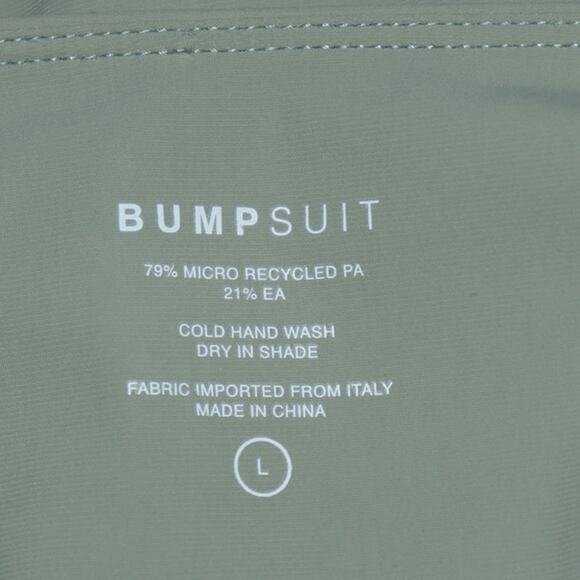 BUMPSUIT
79% MICRO RECYCLED PA
21% EA
COLD HAND WASH
DRY IN SHADE
FABRIC IMPORTED FROM ITALY
MADE IN CHINA
L